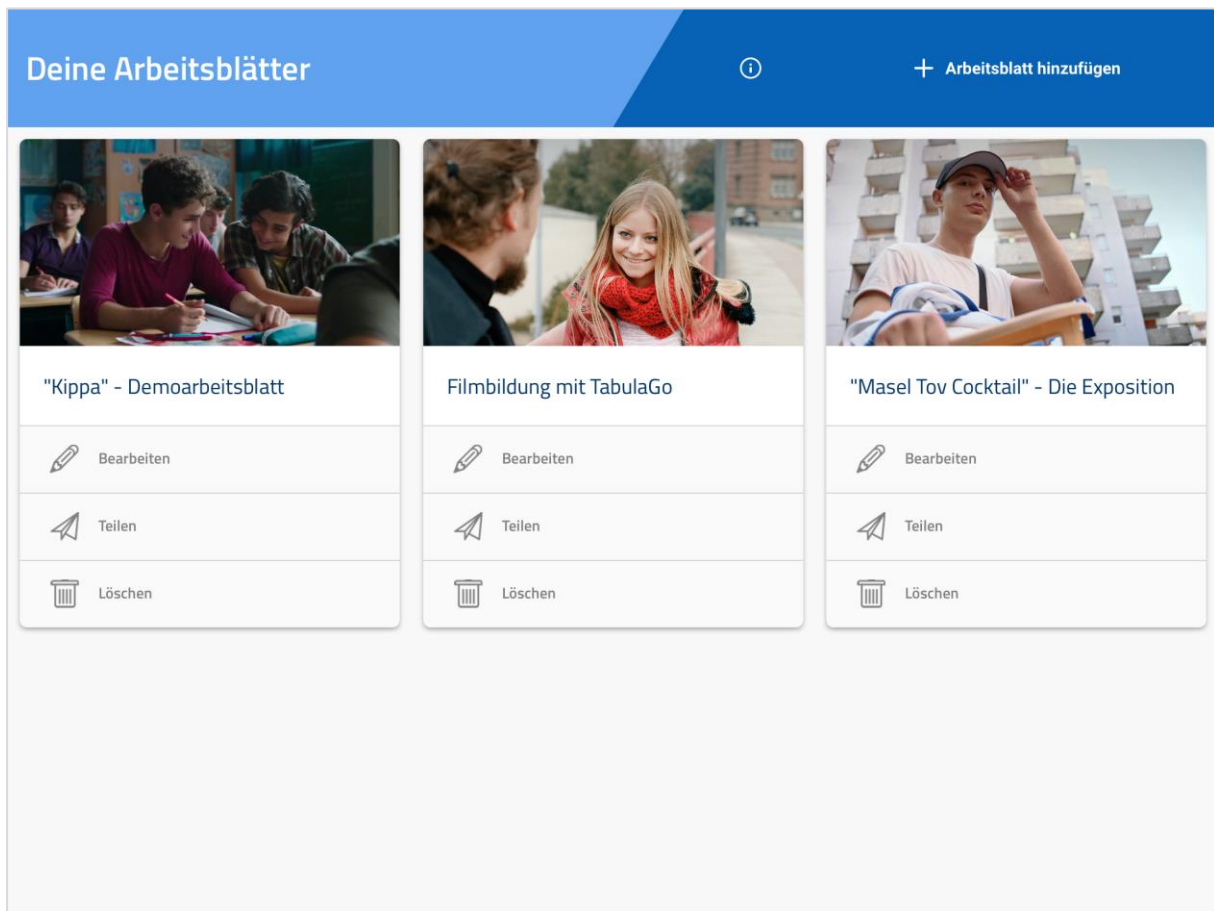 Deine Arbeitsblätter
Arbeitsblatt hinzufügen
"Kippa" - Demoarbeitsblatt
Bearbeiten
Teilen
Löschen
Filmbildung mit TabulaGo
Bearbeiten
Teilen
Löschen
"Masel Tov Cocktail" - Die Exposition
Bearbeiten
Teilen
Löschen